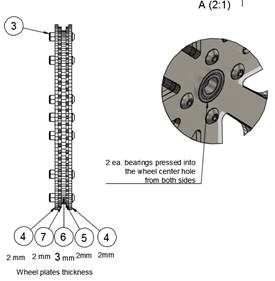 A (2:1)
3
2 ea. bearings pressed into
the wheel center hole
from both sides
4 7 6 5 4
2 mm 2 mm 3 mm 2mm 2mm
Wheel plates thickness